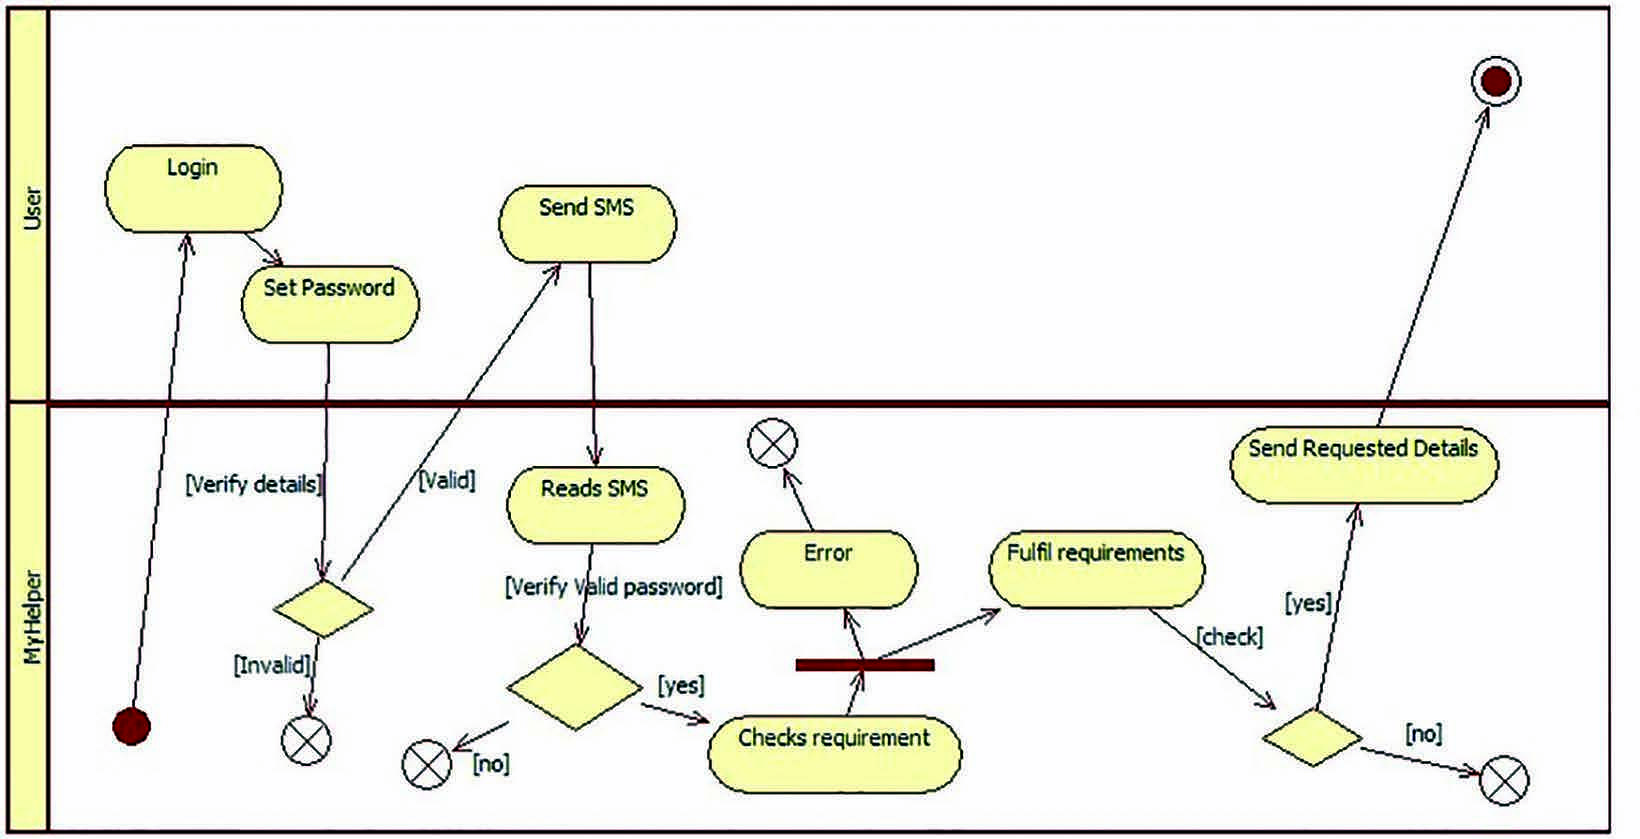 User
Login
Set Password
Send SMS
[Verify details]
[Valid]
[Invalid]
MyHelper
Reads SMS
[Verify Valid password]
[no]
[yes]
Checks requirement
Error
Fulfil requirements
[check]
[yes]
[no]
Send Requested Details